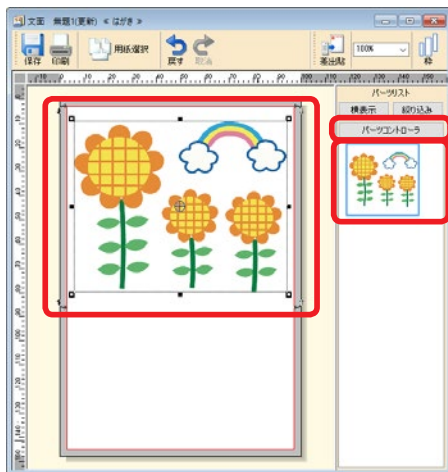 文面 無題1(更新) ≪ はがき ≫
保存 印刷 用紙選択 戻す 取消 差出貼 100% 枠
パーツリスト
横表示 絞り込み
パーツコントローラ